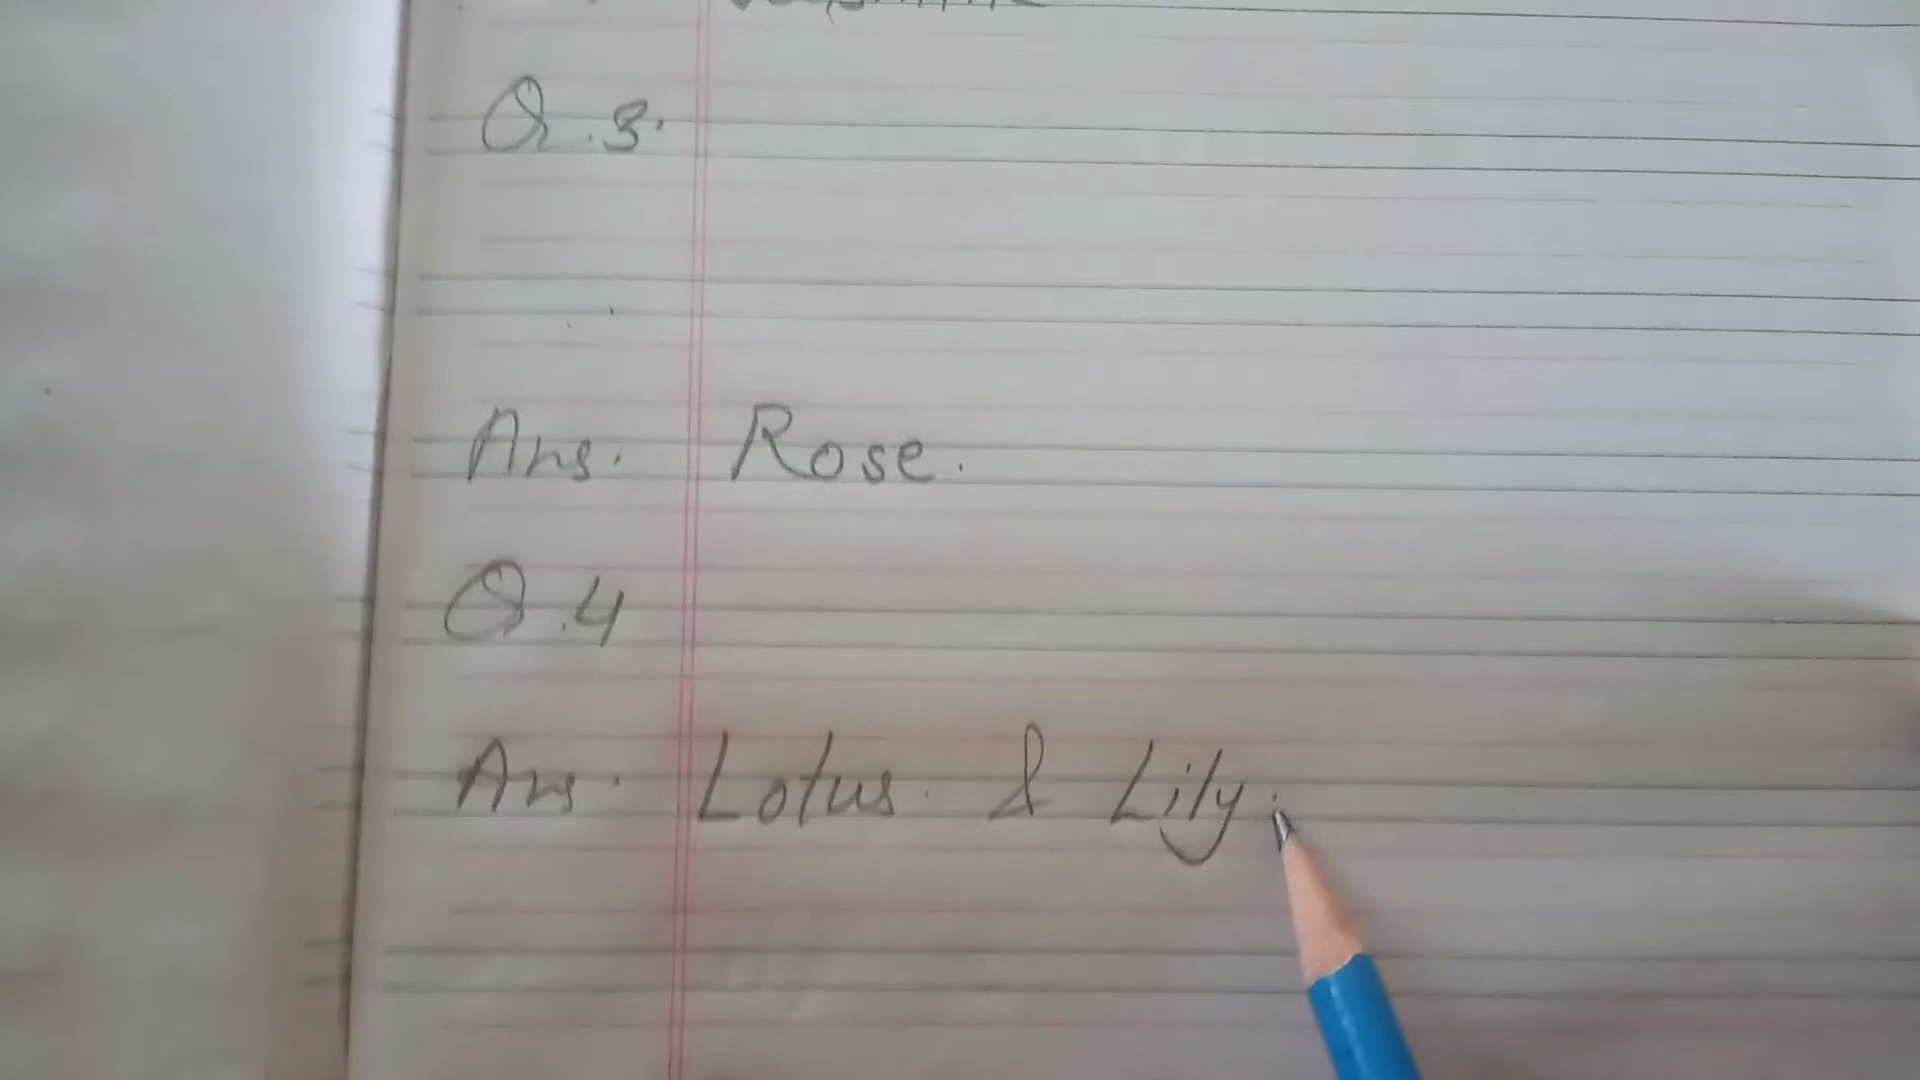 Q.3.
Ans. Rose.
Q.4
Ans. Lotus. & Lily.